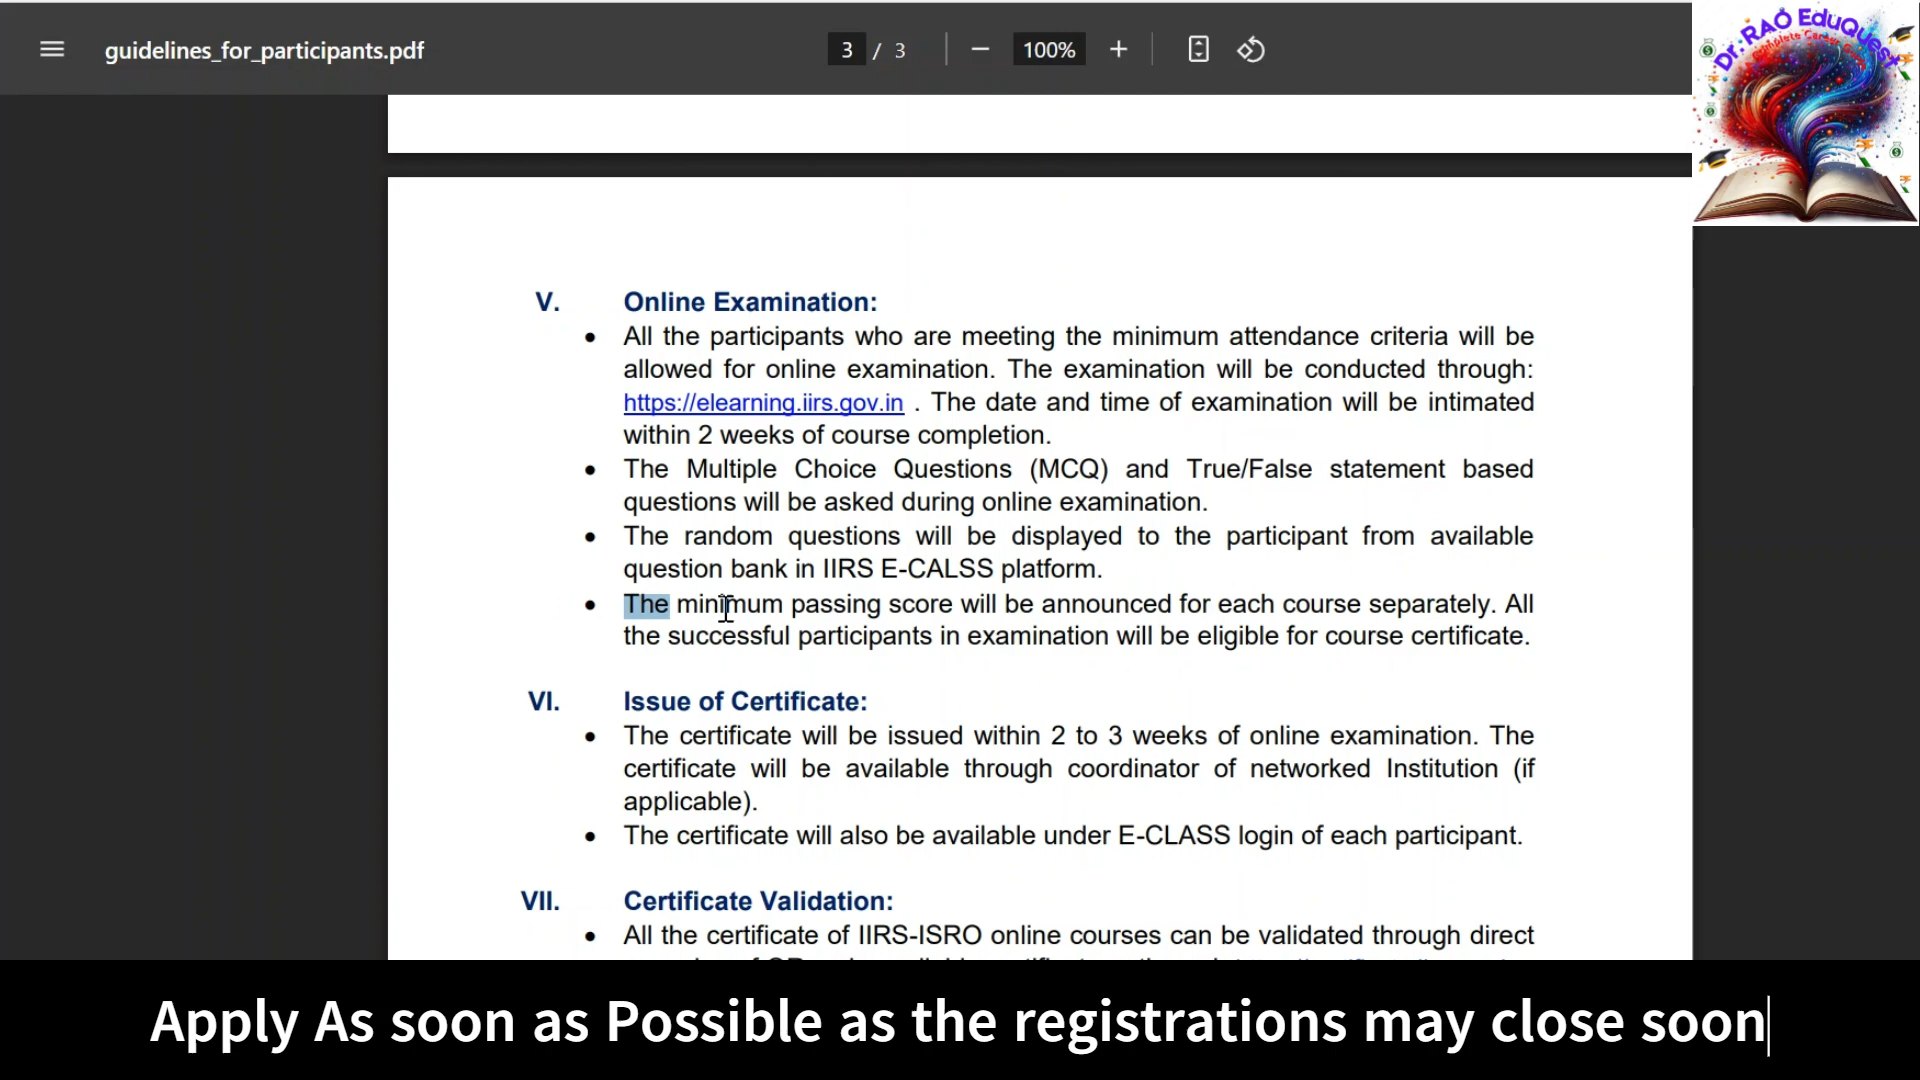 guidelines_for_participants.pdf
3 / 3
100%
Dr. RAO EduQuest
V. Online Examination:
• All the participants who are meeting the minimum attendance criteria will be
allowed for online examination. The examination will be conducted through:
https://elearning.iirs.gov.in . The date and time of examination will be intimated
within 2 weeks of course completion.
• The Multiple Choice Questions (MCQ) and True/False statement based
questions will be asked during online examination.
• The random questions will be displayed to the participant from available
question bank in IIRS E-CALSS platform.
• The minimum passing score will be announced for each course separately. All
the successful participants in examination will be eligible for course certificate.
VI. Issue of Certificate:
• The certificate will be issued within 2 to 3 weeks of online examination. The
certificate will be available through coordinator of networked Institution (if
applicable).
• The certificate will also be available under E-CLASS login of each participant.
VII. Certificate Validation:
• All the certificate of IIRS-ISRO online courses can be validated through direct
Apply As soon as Possible as the registrations may close soon